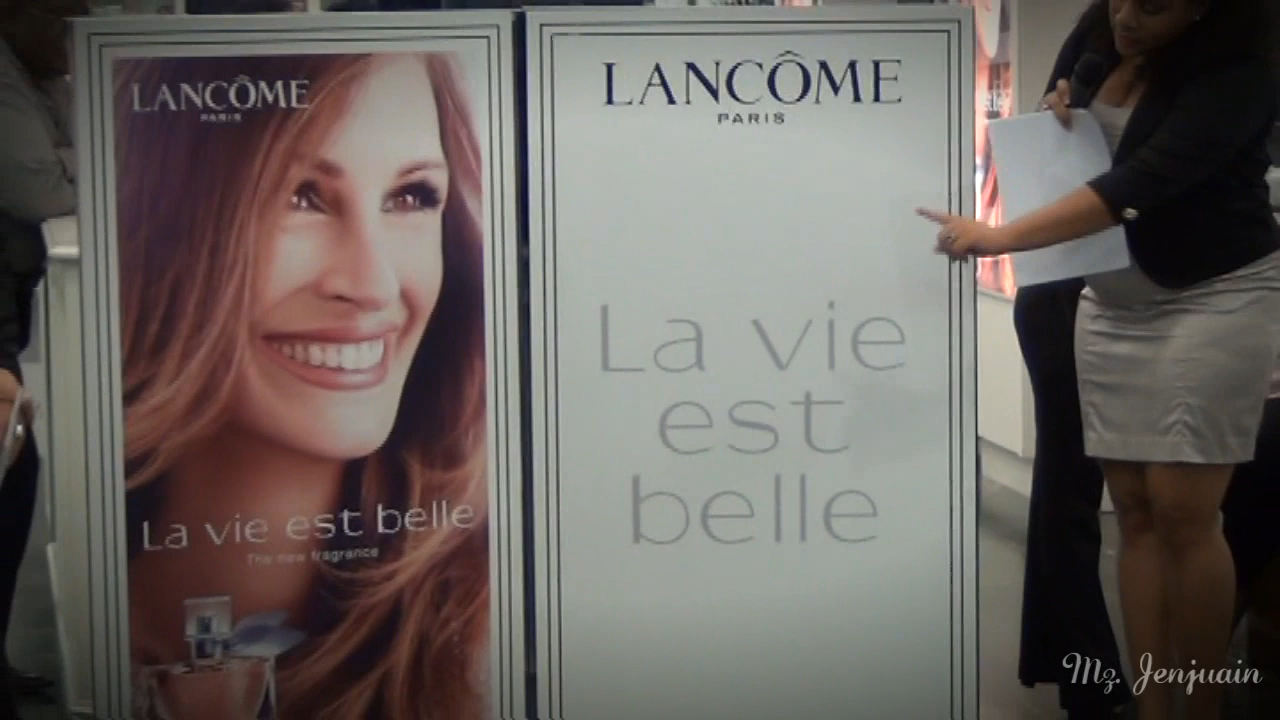 LANCÔME
PARIS
La vie est belle
The new fragrance
LANCÔME
PARIS
La vie
est
belle
Mz. Jenjuain